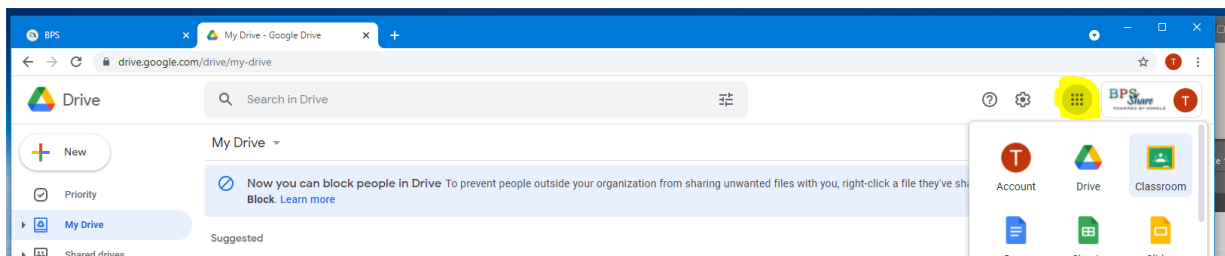 BPS
My Drive - Google Drive
drive.google.com/drive/my-drive
T
Drive
Search in Drive
BPSShare
POWERED BY GOOGLE
T
New
My Drive
Now you can block people in Drive To prevent people outside your organization from sharing unwanted files with you, right-click a file they've sha
Block. Learn more
Priority
My Drive
Suggested
Shared drives
T
Account
Drive
Classroom